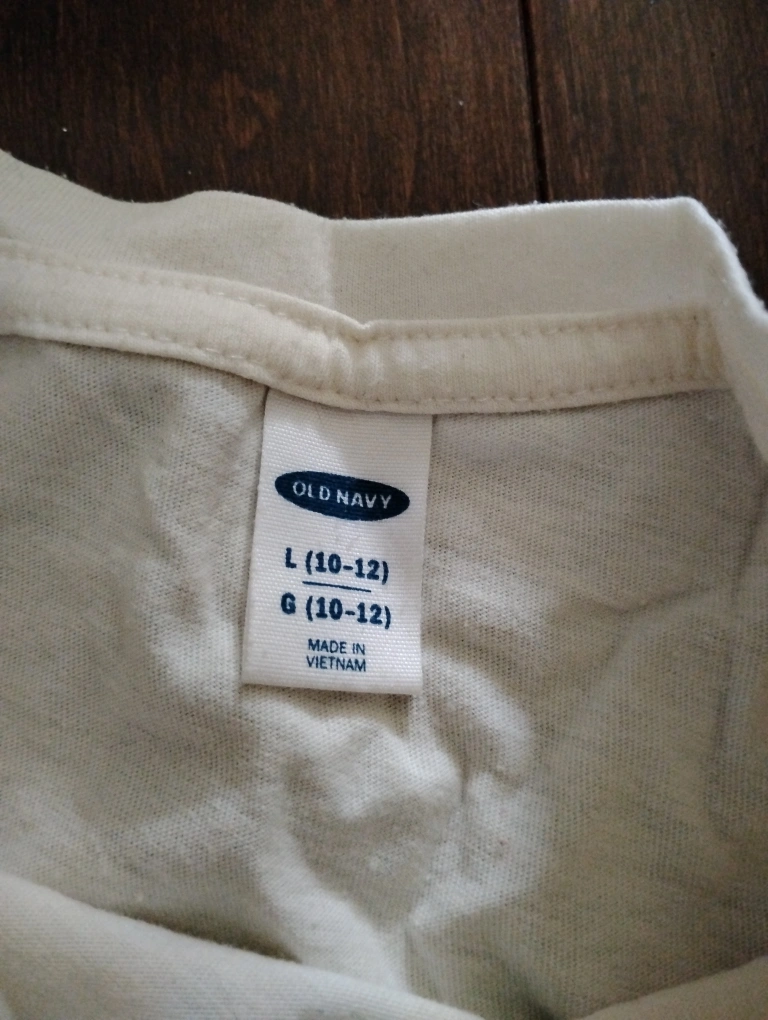 OLD NAVY
L (10-12)
G (10-12)
MADE IN
VIETNAM